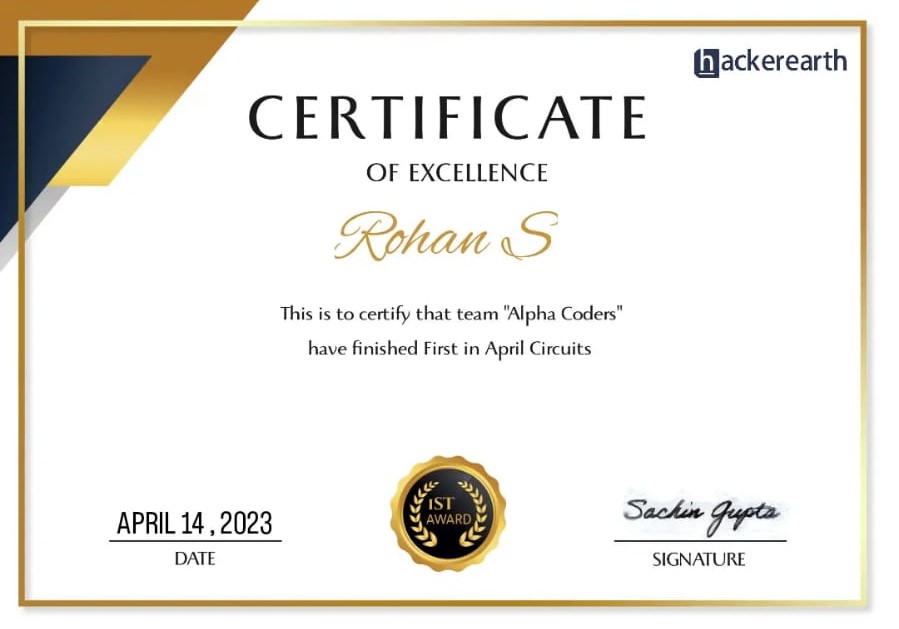 hackerearth
CERTIFICATE
OF EXCELLENCE
Rohan S
This is to certify that team "Alpha Coders"
have finished First in April Circuits
1ST
AWARD
APRIL 14 , 2023
DATE
Sachin Gupta
SIGNATURE